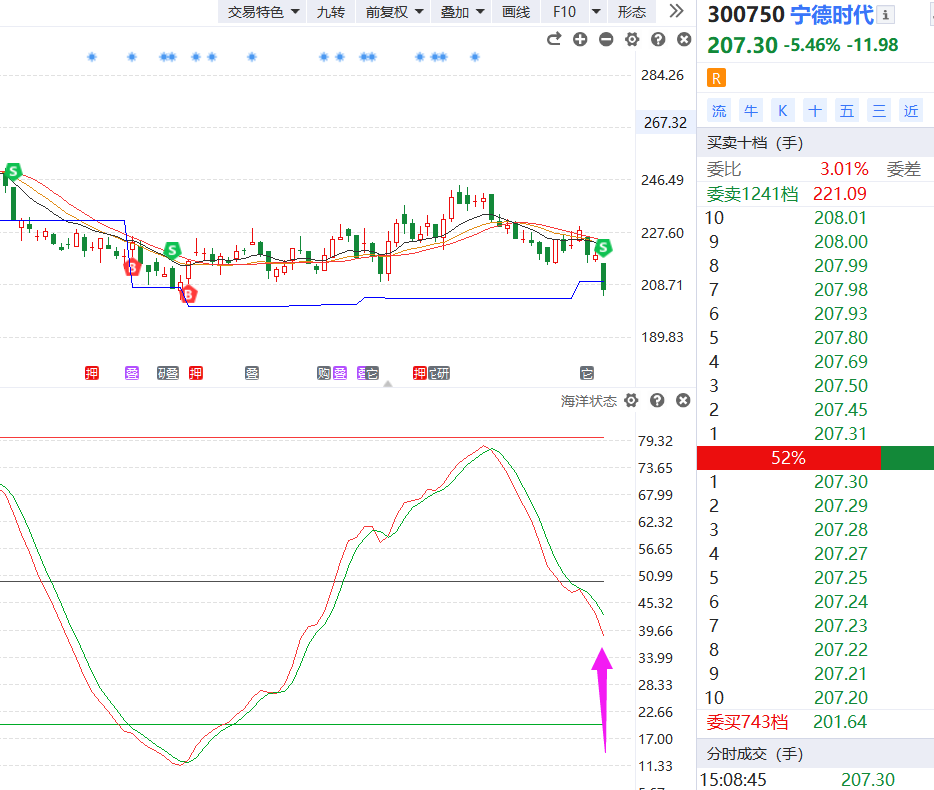 交易特色 九转 前复权 叠加 画线 F10 形态
300750 宁德时代
207.30 -5.46% -11.98
R
流 牛 K 十 五 三 近
284.26
267.32
246.49
227.60
208.71
189.83
S
S
B
B
S
押 叠 研 叠 押 叠 购 叠 叠 它 押 它 研 它
海洋状态
79.32
73.65
67.99
62.32
56.65
50.99
45.32
39.66
33.99
28.33
22.66
17.00
11.33
买卖十档 (手)
委比 3.01% 委差
委卖1241档 221.09
10 208.01
9 208.00
8 207.99
7 207.98
6 207.93
5 207.80
4 207.69
3 207.50
2 207.45
1 207.31
52%
1 207.30
2 207.29
3 207.28
4 207.27
5 207.25
6 207.24
7 207.23
8 207.22
9 207.21
10 207.20
委买743档 201.64
分时成交 (手)
15:08:45 207.30